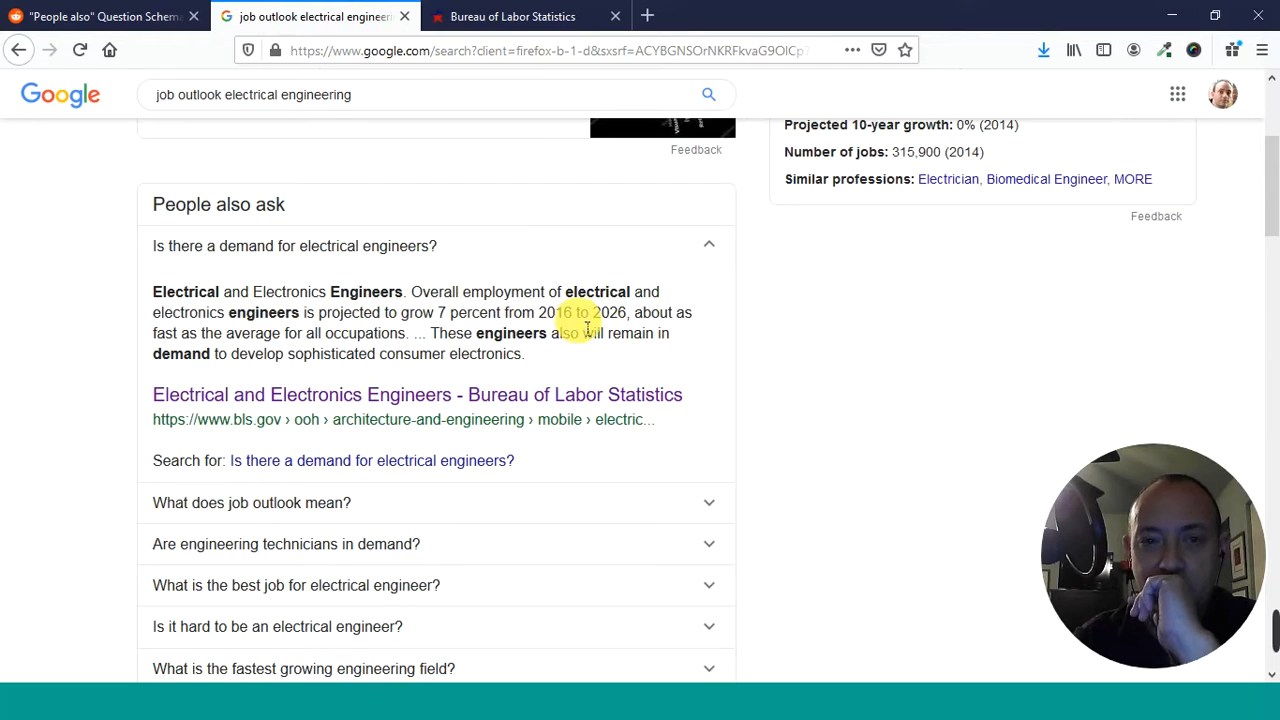 "People also" Question Schema
job outlook electrical engineeri
Bureau of Labor Statistics
https://www.google.com/search?client=firefox-b-1-d&sxsrf=ACYBGNSOrNKRFkvaG9OlCp7
Google
job outlook electrical engineering
Projected 10-year growth: 0% (2014)
Number of jobs: 315,900 (2014)
Similar professions: Electrician, Biomedical Engineer, MORE
Feedback
Feedback
People also ask
Is there a demand for electrical engineers?
Electrical and Electronics Engineers. Overall employment of electrical and
electronics engineers is projected to grow 7 percent from 2016 to 2026, about as
fast as the average for all occupations. ... These engineers also will remain in
demand to develop sophisticated consumer electronics.
Electrical and Electronics Engineers - Bureau of Labor Statistics
https://www.bls.gov › ooh › architecture-and-engineering › mobile › electric...
Search for: Is there a demand for electrical engineers?
What does job outlook mean?
Are engineering technicians in demand?
What is the best job for electrical engineer?
Is it hard to be an electrical engineer?
What is the fastest growing engineering field?